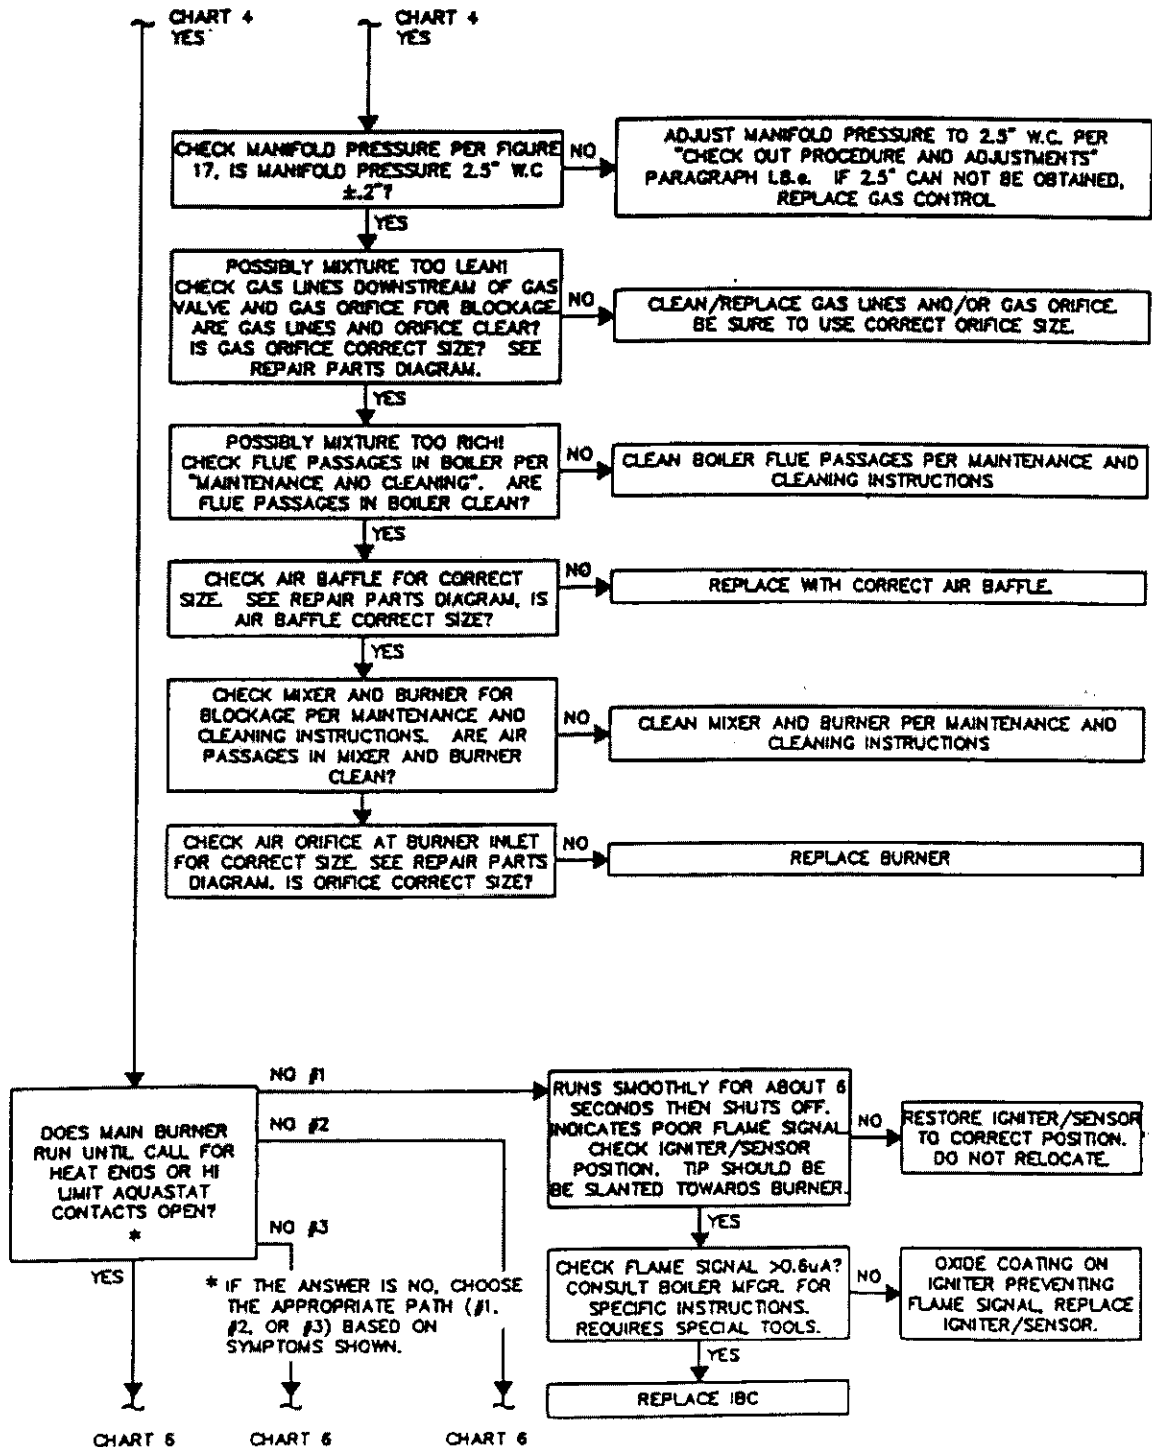 CHART 4
YES
CHART 4
YES
CHECK MANIFOLD PRESSURE PER FIGURE
17, IS MANIFOLD PRESSURE 2.5" W.C
±.2"?
NO
ADJUST MANIFOLD PRESSURE TO 2.5" W.C. PER
"CHECK OUT PROCEDURE AND ADJUSTMENTS"
PARAGRAPH I.8.e. IF 2.5" CAN NOT BE OBTAINED,
REPLACE GAS CONTROL
YES
POSSIBLY MIXTURE TOO LEAN!
CHECK GAS LINES DOWNSTREAM OF GAS
VALVE AND GAS ORIFICE FOR BLOCKAGE
ARE GAS LINES AND ORIFICE CLEAR?
IS GAS ORIFICE CORRECT SIZE? SEE
REPAIR PARTS DIAGRAM.
NO
CLEAN/REPLACE GAS LINES AND/OR GAS ORIFICE.
BE SURE TO USE CORRECT ORIFICE SIZE.
YES
POSSIBLY MIXTURE TOO RICH!
CHECK FLUE PASSAGES IN BOILER PER
"MAINTENANCE AND CLEANING". ARE
FLUE PASSAGES IN BOILER CLEAN?
NO
CLEAN BOILER FLUE PASSAGES PER MAINTENANCE AND
CLEANING INSTRUCTIONS
YES
CHECK AIR BAFFLE FOR CORRECT
SIZE. SEE REPAIR PARTS DIAGRAM, IS
AIR BAFFLE CORRECT SIZE?
NO
REPLACE WITH CORRECT AIR BAFFLE.
YES
CHECK MIXER AND BURNER FOR
BLOCKAGE PER MAINTENANCE AND
CLEANING INSTRUCTIONS. ARE AIR
PASSAGES IN MIXER AND BURNER
CLEAN?
NO
CLEAN MIXER AND BURNER PER MAINTENANCE AND
CLEANING INSTRUCTIONS
CHECK AIR ORIFICE AT BURNER INLET
FOR CORRECT SIZE. SEE REPAIR PARTS
DIAGRAM. IS ORIFICE CORRECT SIZE?
NO
REPLACE BURNER
DOES MAIN BURNER
RUN UNTIL CALL FOR
HEAT ENDS OR HI
LIMIT AQUASTAT
CONTACTS OPEN?
*
NO #1
NO #2
NO #3
YES
* IF THE ANSWER IS NO, CHOOSE
THE APPROPRIATE PATH (#1,
#2, OR #3) BASED ON
SYMPTOMS SHOWN.
RUNS SMOOTHLY FOR ABOUT 6
SECONDS THEN SHUTS OFF.
INDICATES POOR FLAME SIGNAL
CHECK IGNITER/SENSOR
POSITION. TIP SHOULD BE
BE SLANTED TOWARDS BURNER.
NO
RESTORE IGNITER/SENSOR
TO CORRECT POSITION.
DO NOT RELOCATE.
YES
CHECK FLAME SIGNAL >0.6uA?
CONSULT BOILER MFGR. FOR
SPECIFIC INSTRUCTIONS.
REQUIRES SPECIAL TOOLS.
NO
OXIDE COATING ON
IGNITER PREVENTING
FLAME SIGNAL, REPLACE
IGNITER/SENSOR.
YES
REPLACE IBC
CHART 5
CHART 6
CHART 6